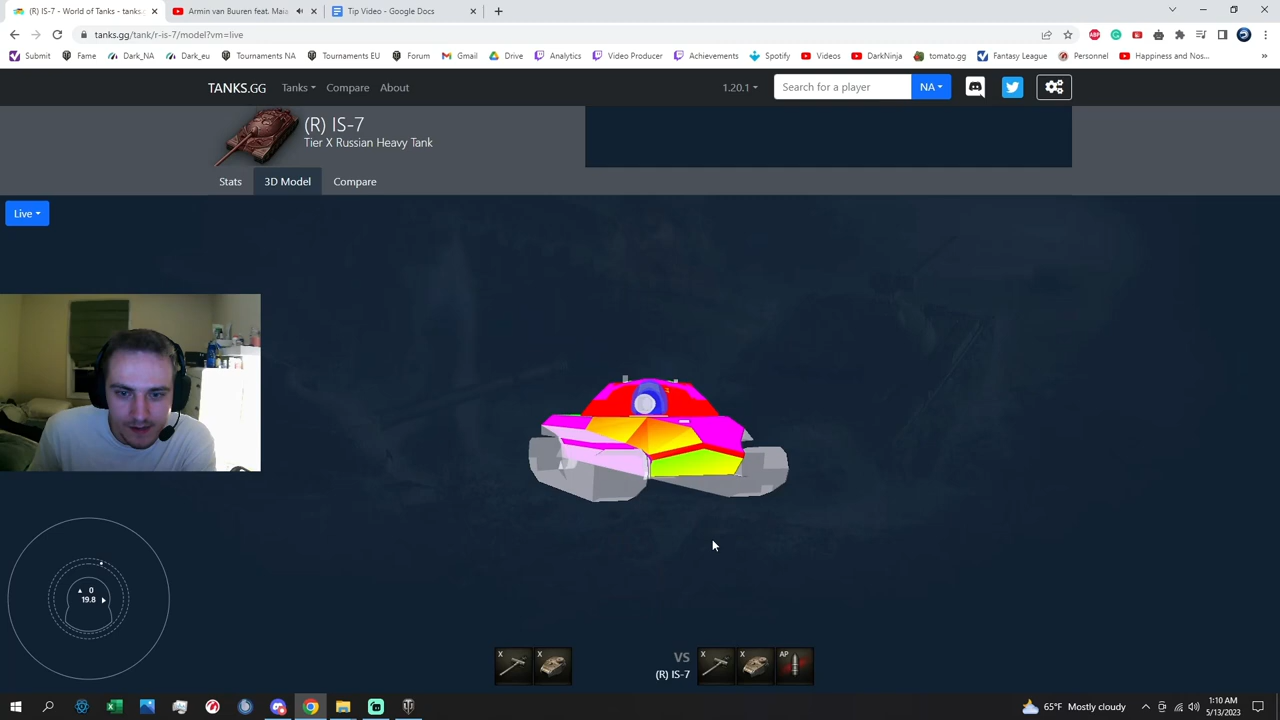 (R) IS-7 - World of Tanks - tanks.g
Armin van Buuren feat. Mai
Tip Video - Google Docs
tanks.gg/tank/r-is-7/model?vm=live
Submit Fame Dark_NA Dark_eu Tournaments NA Tournaments EU Forum Gmail Drive Analytics Video Producer Achievements Spotify Videos DarkNinja tomato.gg Fantasy League Personnel Happiness and Nos...
TANKS.GG Tanks Compare About 1.20.1 Search for a player NA
(R) IS-7
Tier X Russian Heavy Tank
Stats 3D Model Compare
Live
0
19.8
X X VS X X AP
(R) IS-7
65°F Mostly cloudy
1:10 AM
5/13/2023